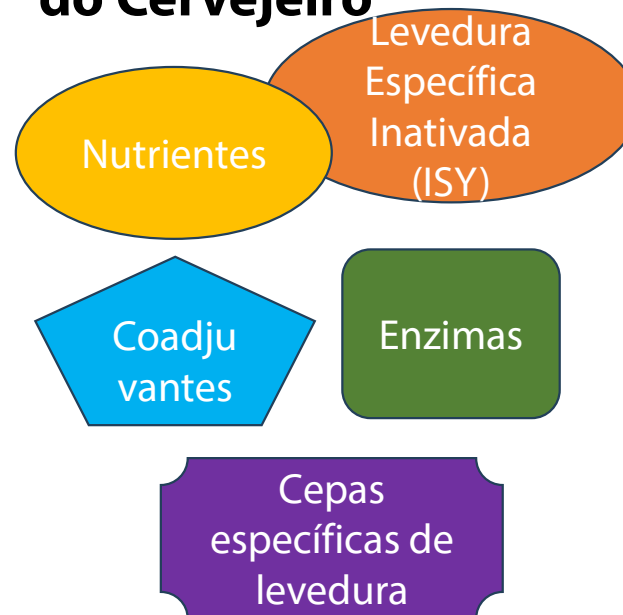 do Cervejeiro
Levedura
Específica
Inativada
(ISY)
Nutrientes
Coadju
vantes
Enzimas
Cepas
específicas de
levedura